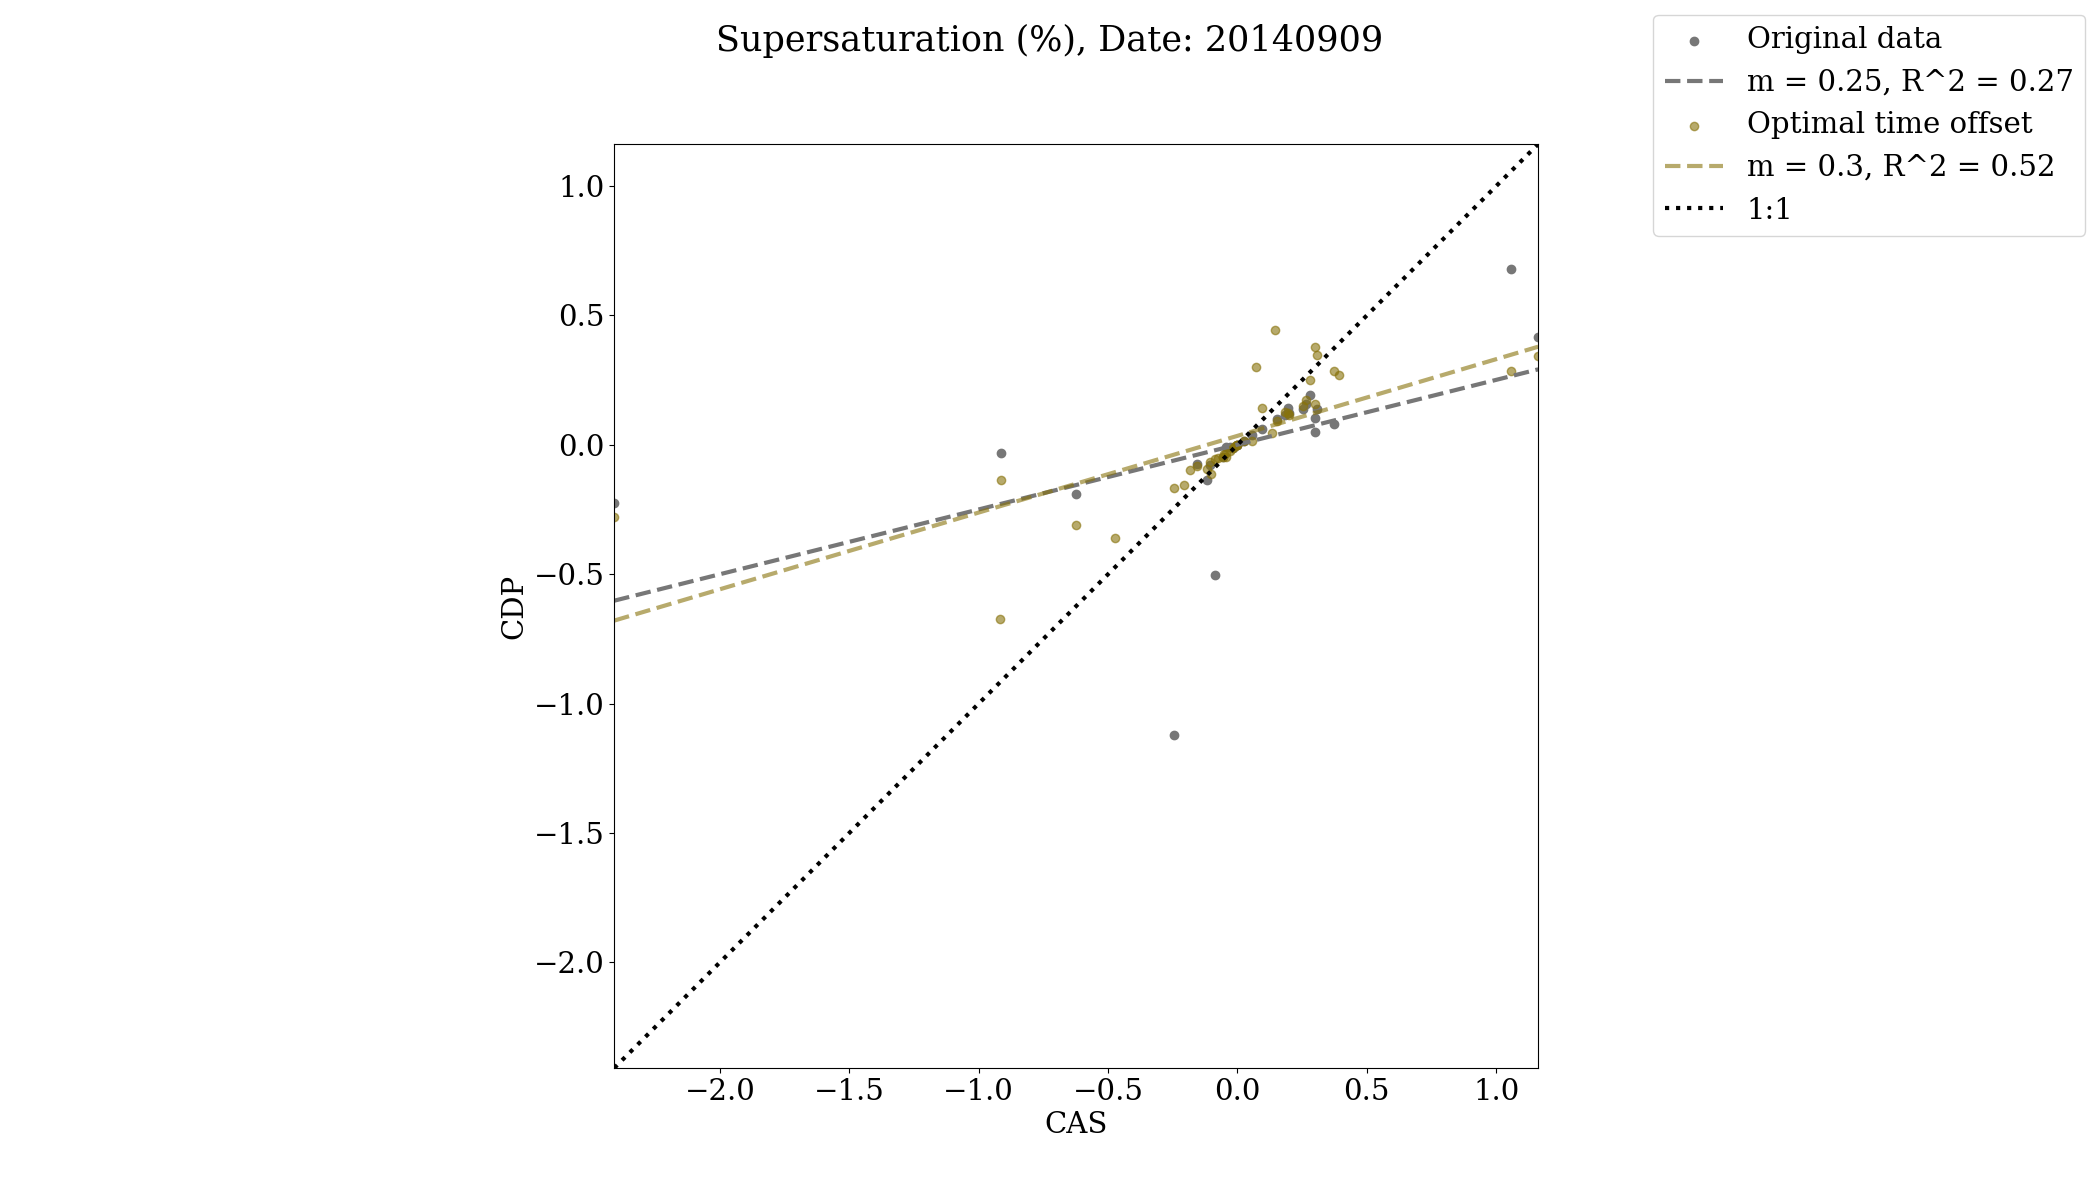 Supersaturation (%), Date: 20140909
Original data
m = 0.25, R^2 = 0.27
Optimal time offset
m = 0.3, R^2 = 0.52
1:1
1.0
0.5
0.0
−0.5
−1.0
−1.5
−2.0
CDP
−2.0 −1.5 −1.0 −0.5 0.0 0.5 1.0
CAS